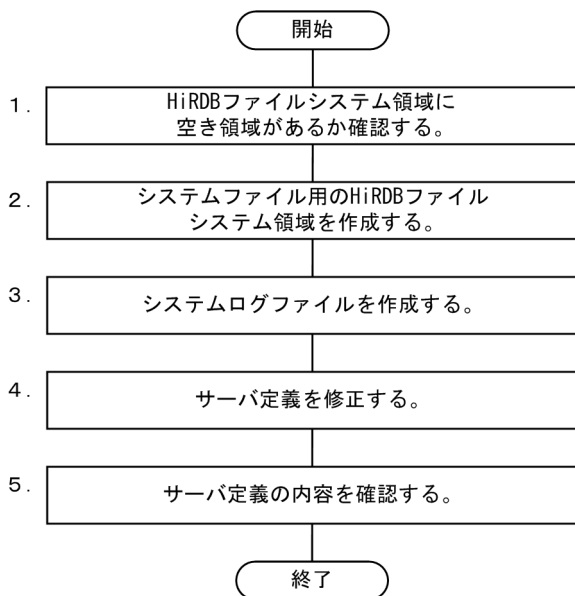 開始
1. HiRDBファイルシステム領域に
空き領域があるか確認する。
2. システムファイル用のHiRDBファイル
システム領域を作成する。
3. システムログファイルを作成する。
4. サーバ定義を修正する。
5. サーバ定義の内容を確認する。
終了